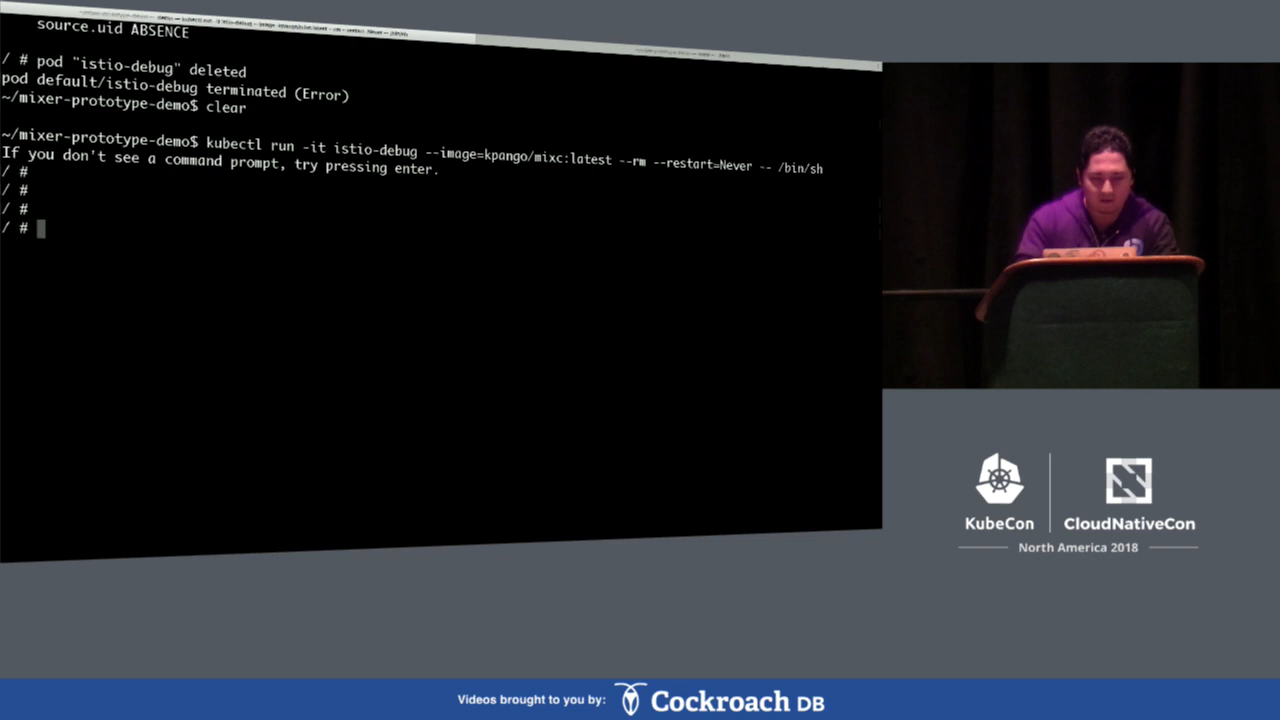 source.uid ABSENCE
/ # pod "istio-debug" deleted
pod default/istio-debug terminated (Error)
~/mixer-prototype-demo$ clear
~/mixer-prototype-demo$ kubectl run -it istio-debug --image=kpango/mixc:latest --rm --restart=Never -- /bin/sh
If you don't see a command prompt, try pressing enter.
/ #
/ #
/ #
/ #
KubeCon
CloudNativeCon
North America 2018
Videos brought to you by:
Cockroach DB